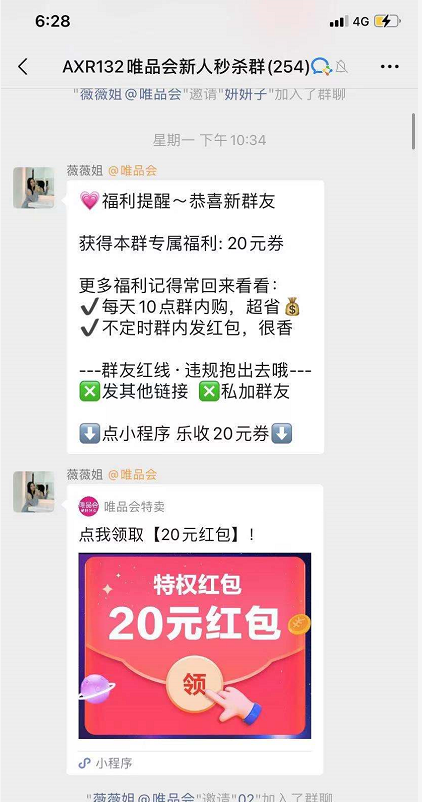 6:28
4G
AXR132唯品会新人秒杀群(254)
"薇薇姐@唯品会"邀请"妍妍子"加入了群聊
星期一 下午10:34
薇薇姐 @唯品会
福利提醒～恭喜新群友
获得本群专属福利: 20元券
更多福利记得常回来看看:
✔每天10点群内购，超省💰
✔不定时群内发红包，很香
---群友红线 · 违规抱出去哦---
❎发其他链接 ❎私加群友
⬇点小程序 乐收20元券⬇
薇薇姐 @唯品会
唯品会
唯品会特卖
点我领取【20元红包】！
特权红包
20元红包
领
小程序
"薇薇姐@唯品会"邀请"02"加入了群聊